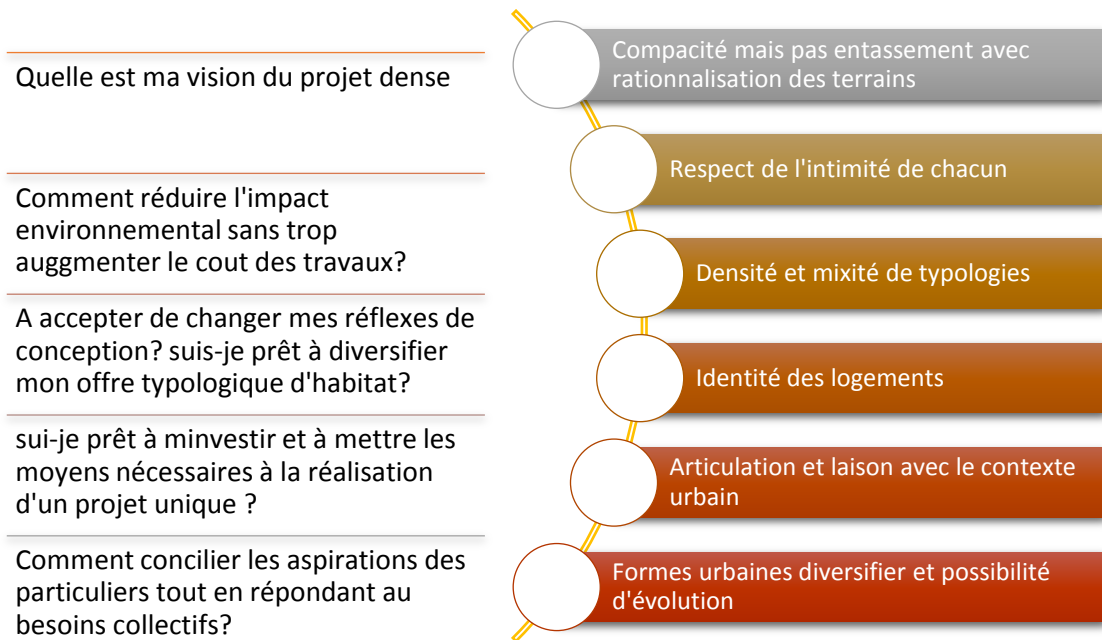 Quelle est ma vision du projet dense
Comment réduire l'impact
environnemental sans trop
auggmenter le cout des travaux?
A accepter de changer mes réflexes de
conception? suis-je prêt à diversifier
mon offre typologique d'habitat?
sui-je prêt à minvestir et à mettre les
moyens nécessaires à la réalisation
d'un projet unique ?
Comment concilier les aspirations des
particuliers tout en répondant au
besoins collectifs?
Compacité mais pas entassement avec
rationnalisation des terrains
Respect de l'intimité de chacun
Densité et mixité de typologies
Identité des logements
Articulation et laison avec le contexte
urbain
Formes urbaines diversifier et possibilité
d'évolution